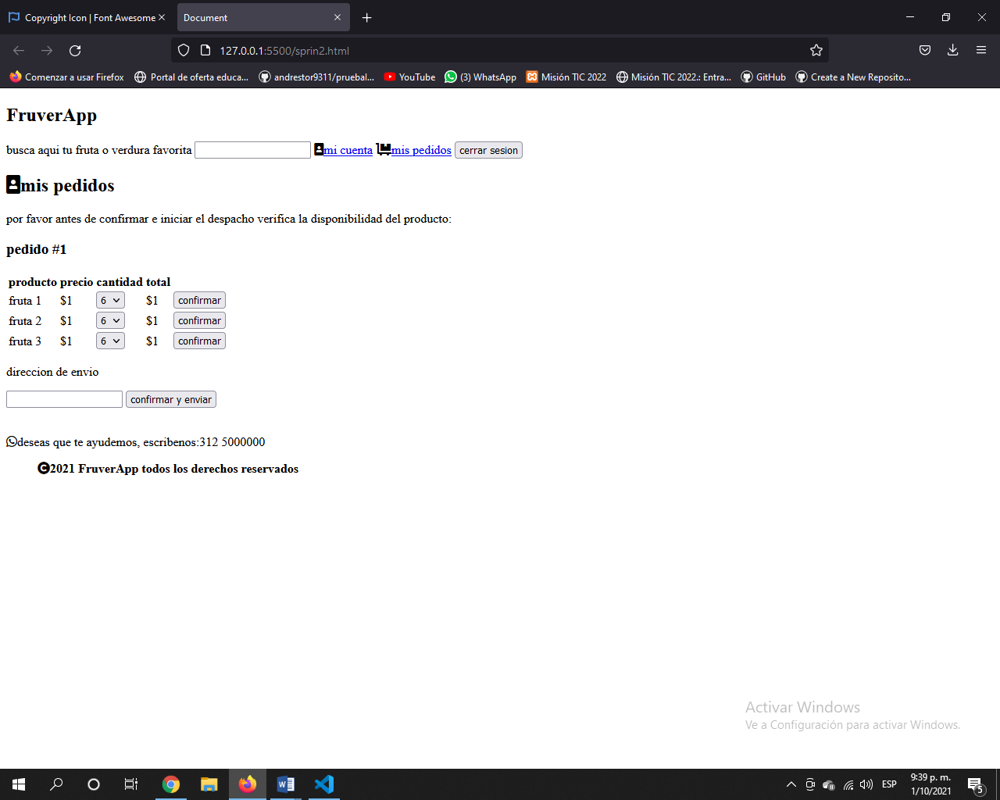 Copyright Icon | Font Awesome
Document
127.0.0.1:5500/sprin2.html
Comenzar a usar Firefox Portal de oferta educa... andrestor9311/pruebal... YouTube (3) WhatsApp Misión TIC 2022 Misión TIC 2022.: Entra... GitHub Create a New Reposito...
FruverApp
busca aqui tu fruta o verdura favorita mi cuenta mis pedidos cerrar sesion
mis pedidos
por favor antes de confirmar e iniciar el despacho verifica la disponibilidad del producto:
pedido #1
producto precio cantidad total
fruta 1 $1 6 $1 confirmar
fruta 2 $1 6 $1 confirmar
fruta 3 $1 6 $1 confirmar
direccion de envio
confirmar y enviar
deseas que te ayudemos, escribenos:312 5000000
©2021 FruverApp todos los derechos reservados
Activar Windows
Ve a Configuración para activar Windows.
ESP
9:39 p. m.
1/10/2021
5